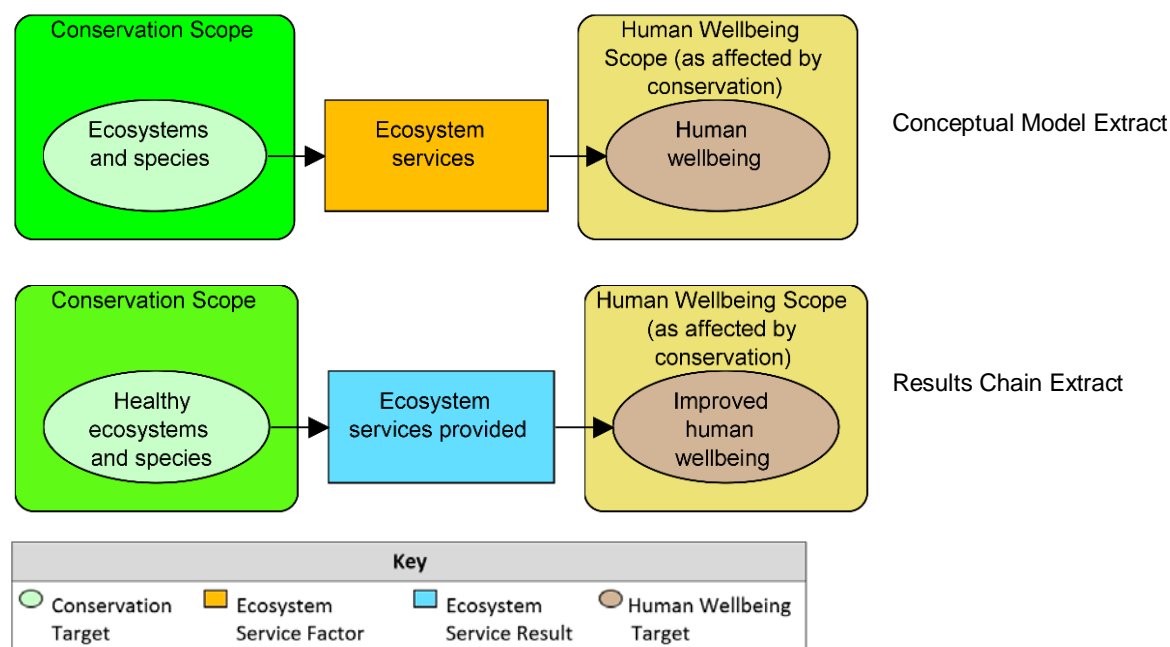 Conservation Scope
Ecosystems
and species
Ecosystem
services
Human Wellbeing
Scope (as affected by
conservation)
Human
wellbeing
Conceptual Model Extract
Conservation Scope
Healthy
ecosystems
and species
Ecosystem
services provided
Human Wellbeing Scope
(as affected by
conservation)
Improved
human
wellbeing
Results Chain Extract
Key
Conservation
Target
Ecosystem
Service Factor
Ecosystem
Service Result
Human Wellbeing
Target